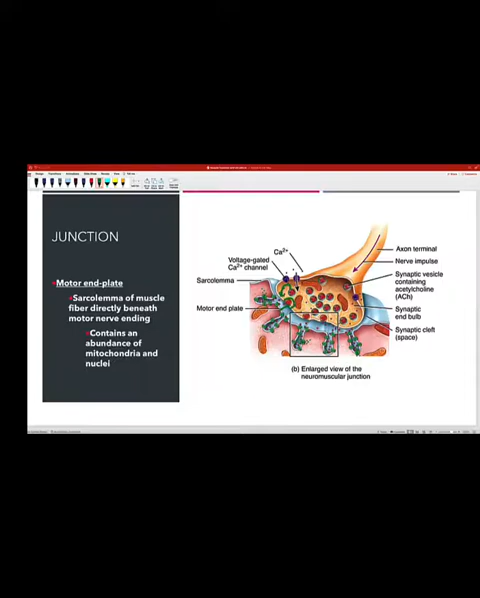 JUNCTION
Motor end-plate
Sarcolemma of muscle
fiber directly beneath
motor nerve ending
Contains an
abundance of
mitochondria and
nuclei
Ca²⁺
Voltage-gated
Ca²⁺ channel
Sarcolemma
Motor end plate
Axon terminal
Nerve impulse
Synaptic vesicle
containing
acetylcholine
(ACh)
Synaptic
end bulb
Synaptic cleft
(space)
(b) Enlarged view of the
neuromuscular junction